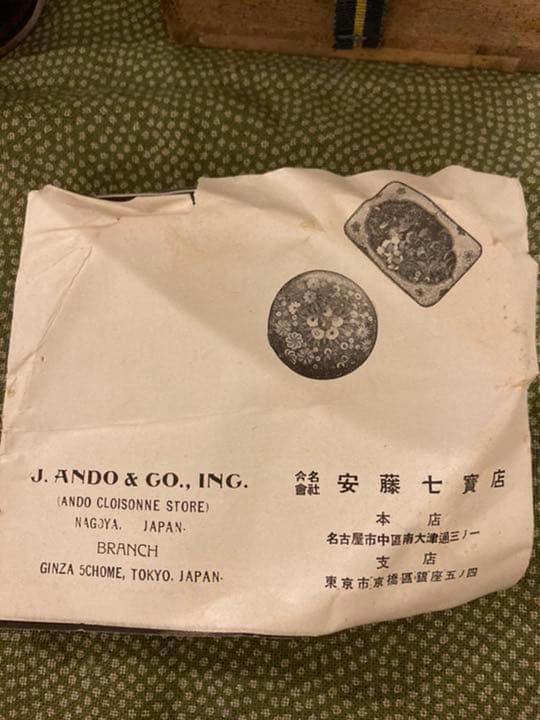 J. ANDO & CO., INC.
(ANDO CLOISONNE STORE)
NAGOYA, JAPAN.
BRANCH
GINZA 5CHOME, TOKYO, JAPAN.
合名會社 安藤七寶店
本店
名古屋市中區南大津通三ノ一
支店
東京市京橋區銀座五ノ四